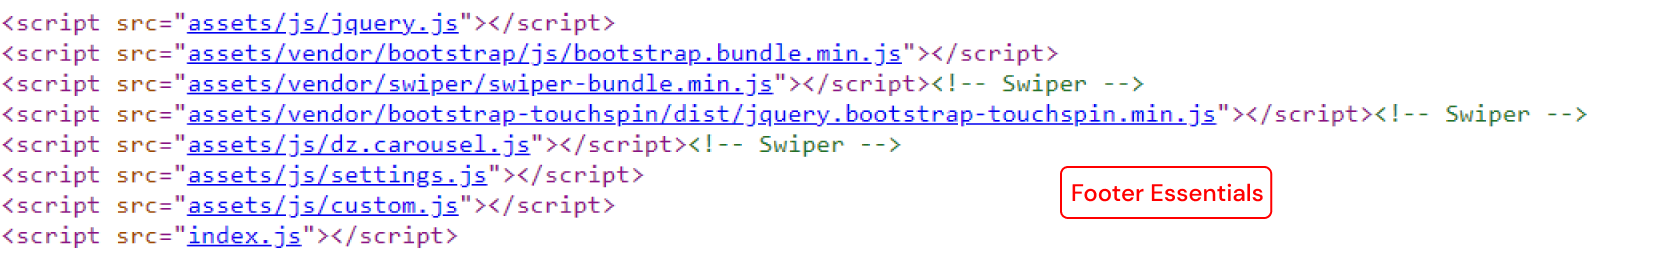 <script src="assets/js/jquery.js"></script>
<script src="assets/vendor/bootstrap/js/bootstrap.bundle.min.js"></script>
<script src="assets/vendor/swiper/swiper-bundle.min.js"></script><!-- Swiper -->
<script src="assets/vendor/bootstrap-touchspin/dist/jquery.bootstrap-touchspin.min.js"></script><!-- Swiper -->
<script src="assets/js/dz.carousel.js"></script><!-- Swiper -->
<script src="assets/js/settings.js"></script>
Footer Essentials
<script src="assets/js/custom.js"></script>
<script src="index.js"></script>